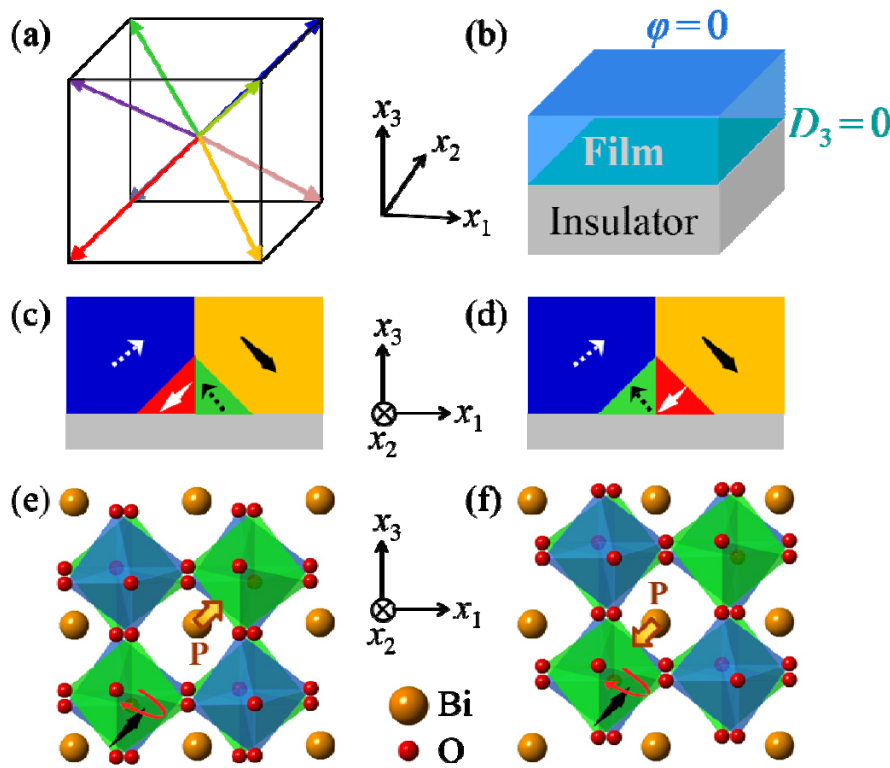 (a)
x3
x2
x1
(b)
φ = 0
D3 = 0
Film
Insulator
(c)
x3
x2
x1
(d)
(e)
P
x3
x2
x1
Bi
O
(f)
P